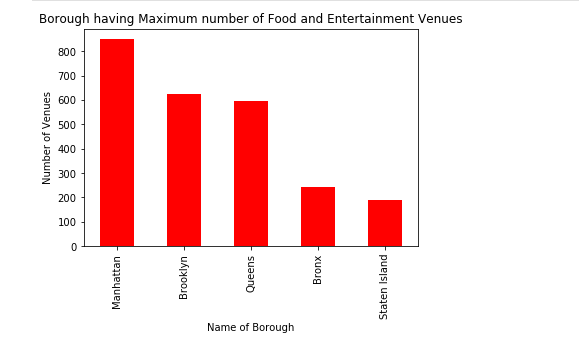 Borough having Maximum number of Food and Entertainment Venues
800
700
600
500
400
300
200
100
0
Number of Venues
Manhattan
Brooklyn
Queens
Bronx
Staten Island
Name of Borough